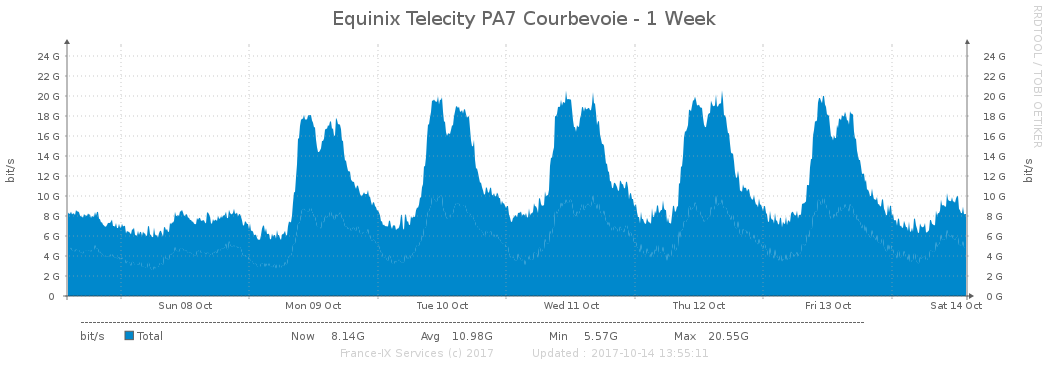 Equinix Telecity PA7 Courbevoie - 1 Week
RRDTOOL / TOBI OETIKER
24 G 24 G
22 G 22 G
20 G 20 G
18 G 18 G
16 G 16 G
14 G 14 G
12 G 12 G
10 G 10 G
8 G 8 G
6 G 6 G
4 G 4 G
2 G 2 G
0 0 G
bit/s
bit/s
Sun 08 Oct Mon 09 Oct Tue 10 Oct Wed 11 Oct Thu 12 Oct Fri 13 Oct Sat 14 Oct
bit/s Total Now 8.14G Avg 10.98G Min 5.57G Max 20.55G
France-IX Services (c) 2017 Updated : 2017-10-14 13:55:11